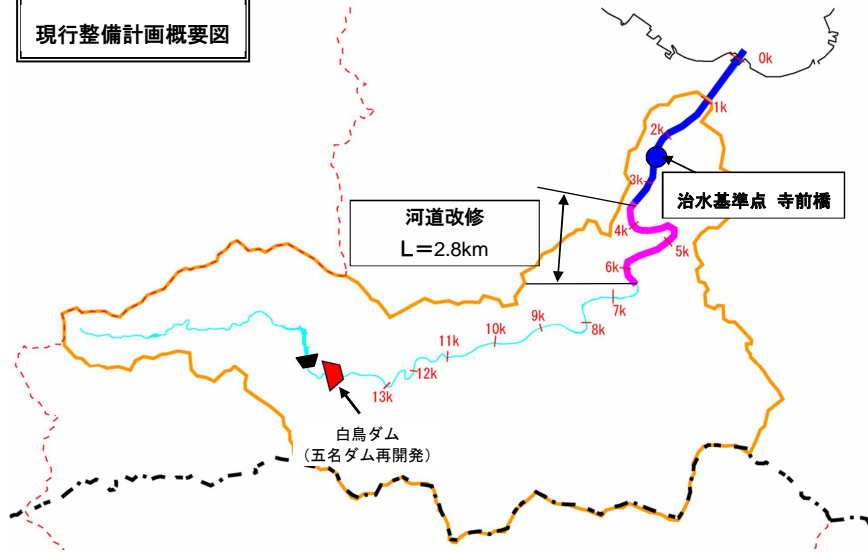 現行整備計画概要図
0k
1k
2k
3k
治水基準点 寺前橋
河道改修
L=2.8km
4k
5k
6k
7k
8k
9k
10k
11k
12k
13k
白鳥ダム
(五名ダム再開発)